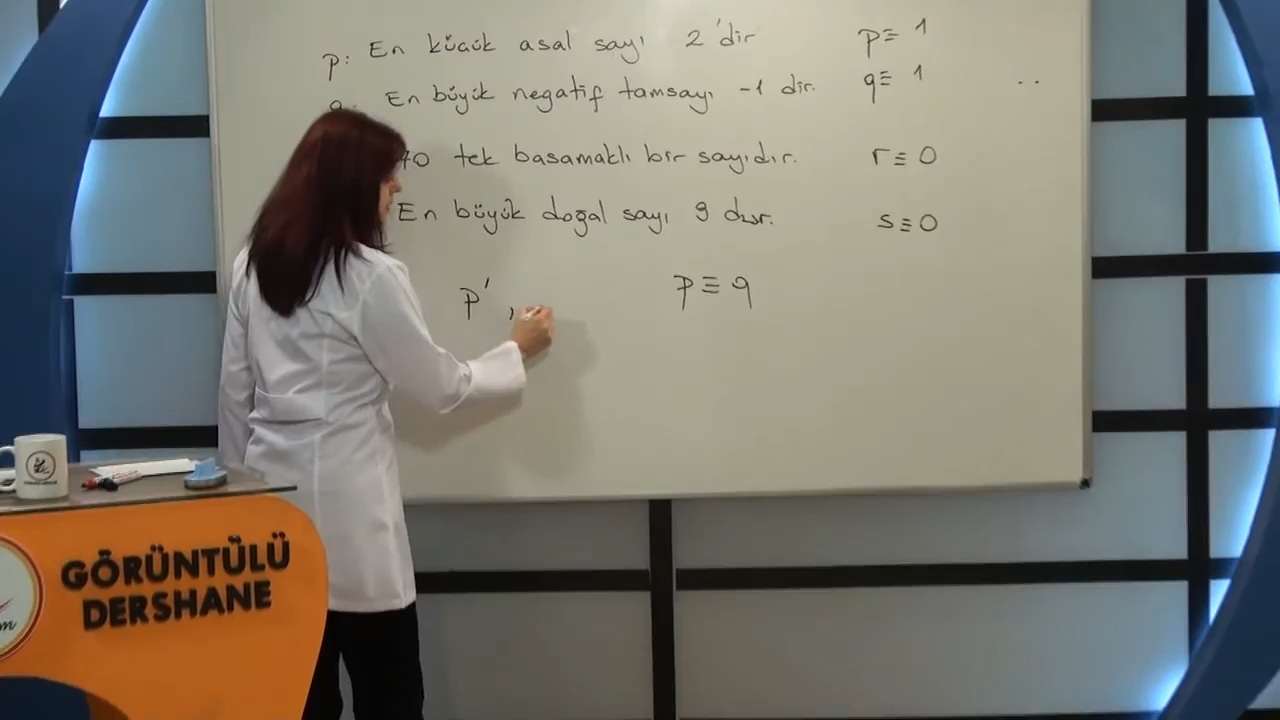 p: En küçük asal sayı 2'dir p ≡ 1
q: En büyük negatif tamsayı -1 dir. q ≡ 1
10 tek basamaklı bir sayıdır. r ≡ 0
En büyük doğal sayı 9 dur. s ≡ 0
p' , p ≡ q
GÖRÜNTÜLÜ
DERSHANE